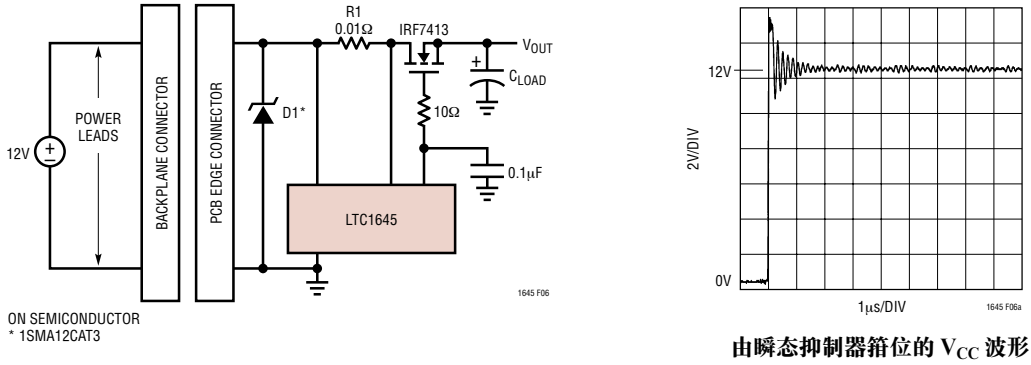 R1
0.01Ω
IRF7413
VOUT
+
CLOAD
10Ω
0.1μF
D1*
POWER
LEADS
12V
+
−
BACKPLANE CONNECTOR
PCB EDGE CONNECTOR
LTC1645
1645 F06
ON SEMICONDUCTOR
* 1SMA12CAT3
12V
2V/DIV
0V
1μs/DIV
1645 F06a
由瞬态抑制器箝位的 VCC 波形